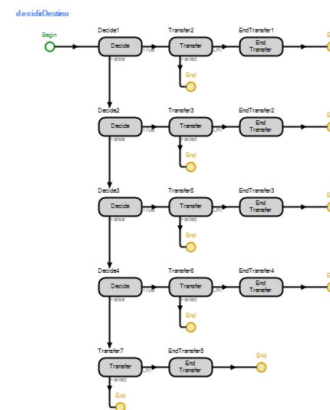 decidirDestino
Begin
Decide1 Transfer2 EndTransfer1
Decide Transfer End Transfer
True OK
False Failed
End
Decide2 Transfer3 EndTransfer2
Decide Transfer End Transfer
True OK
False Failed
End
Decide3 Transfer5 EndTransfer3
Decide Transfer End Transfer
True OK
False Failed
End
Decide4 Transfer6 EndTransfer4
Decide Transfer End Transfer
True OK
False Failed
End
Transfer7 EndTransfer5 End
Transfer End Transfer
OK
Failed
End